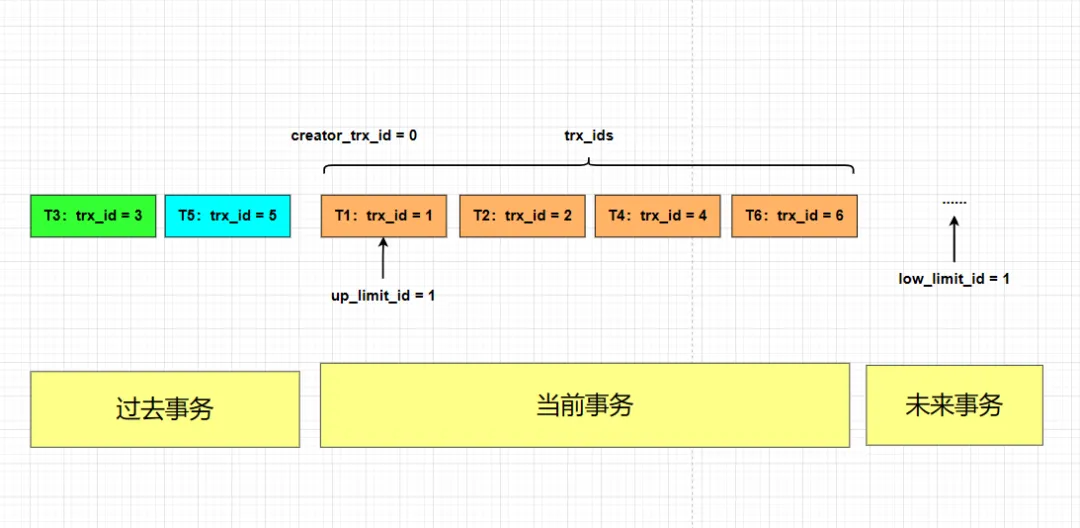 creator_trx_id = 0
trx_ids
T3：trx_id = 3
T5：trx_id = 5
T1：trx_id = 1
T2：trx_id = 2
T4：trx_id = 4
T6：trx_id = 6
......
up_limit_id = 1
low_limit_id = 1
过去事务
当前事务
未来事务